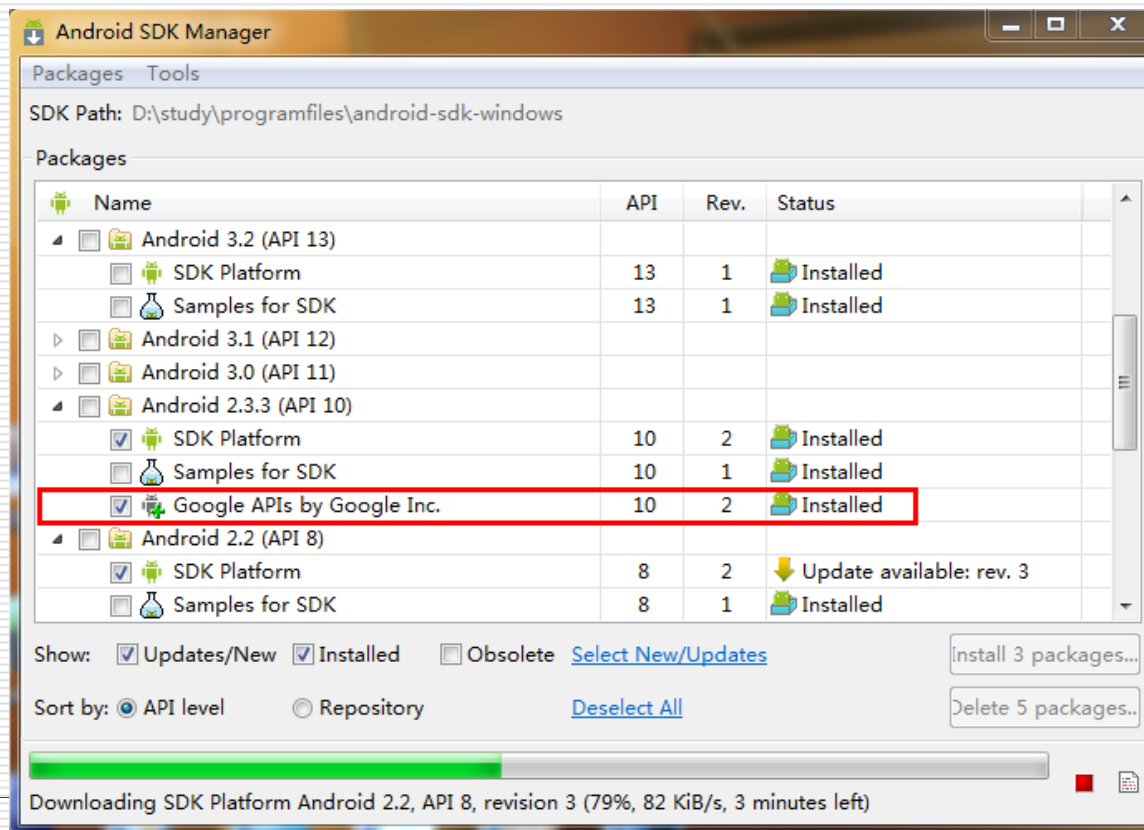 Android SDK Manager
Packages Tools
SDK Path: D:\study\programfiles\android-sdk-windows
Packages
Name API Rev. Status
Android 3.2 (API 13)
SDK Platform 13 1 Installed
Samples for SDK 13 1 Installed
Android 3.1 (API 12)
Android 3.0 (API 11)
Android 2.3.3 (API 10)
SDK Platform 10 2 Installed
Samples for SDK 10 1 Installed
Google APIs by Google Inc. 10 2 Installed
Android 2.2 (API 8)
SDK Platform 8 2 Update available: rev. 3
Samples for SDK 8 1 Installed
Show: Updates/New Installed Obsolete Select New/Updates Install 3 packages...
Sort by: API level Repository Deselect All Delete 5 packages..
Downloading SDK Platform Android 2.2, API 8, revision 3 (79%, 82 KiB/s, 3 minutes left)